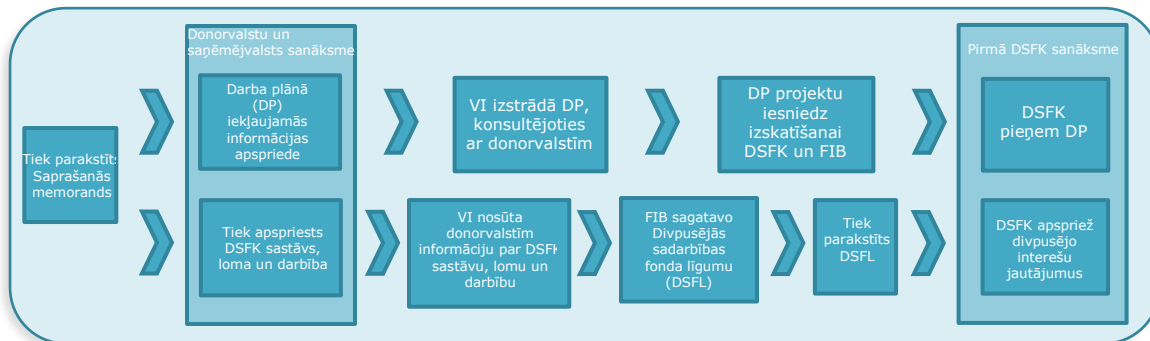 Tiek parakstīts
Saprašanās
memorands
Donorvalstu un
saņēmējvalsts sanāksme
Darba plānā
(DP)
iekļaujamās
informācijas
apspriede
VI izstrādā DP,
konsultējoties
ar donorvalstīm
DP projektu
iesniedz
izskatīšanai
DSFK un FIB
Pirmā DSFK sanāksme
DSFK
pieņem DP
Tiek apspriests
DSFK sastāvs,
loma un darbība
VI nosūta
donorvalstīm
informāciju par DSFK
sastāvu, lomu un
darbību
FIB sagatavo
Divpusējās
sadarbības
fonda līgumu
(DSFL)
Tiek
parakstīts
DSFL
DSFK apspriež
divpusējo
interešu
jautājumus